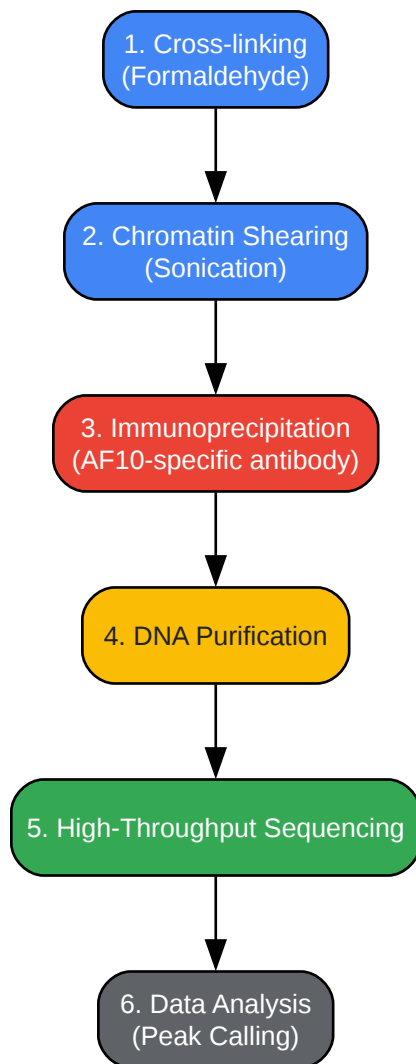 1. Cross-linking
(Formaldehyde)
2. Chromatin Shearing
(Sonication)
3. Immunoprecipitation
(AF10-specific antibody)
4. DNA Purification
5. High-Throughput Sequencing
6. Data Analysis
(Peak Calling)